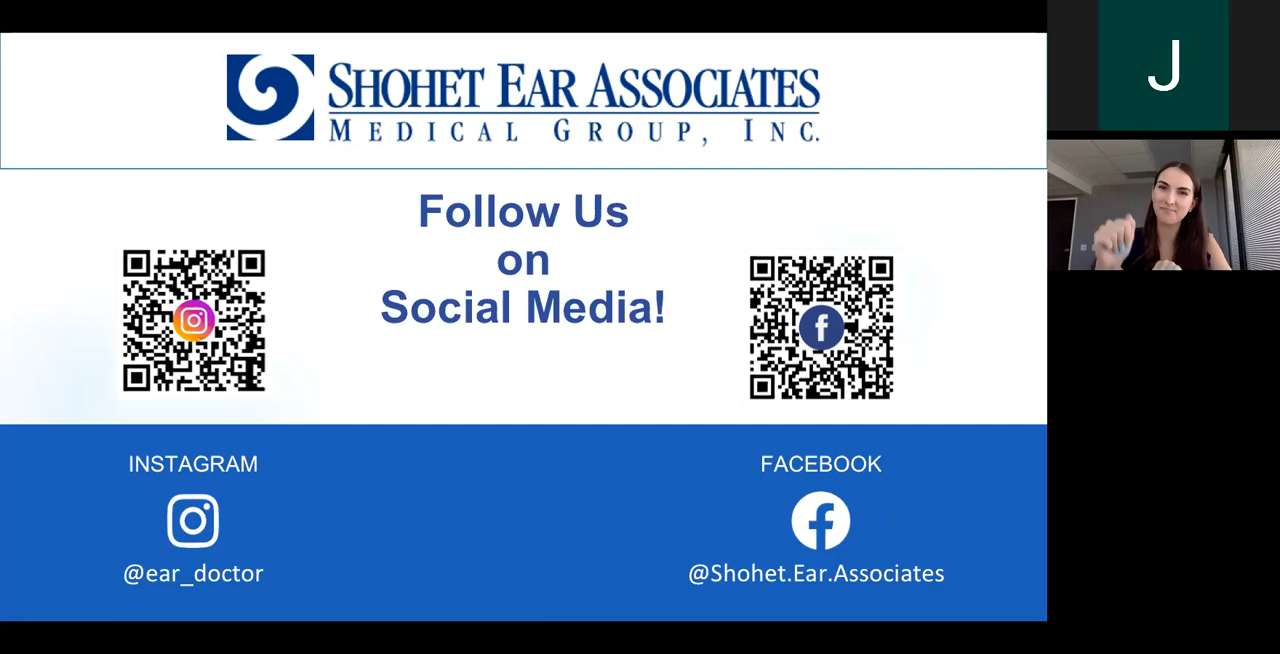 SHOHET EAR ASSOCIATES
MEDICAL GROUP, INC.
J
Follow Us
on
Social Media!
INSTAGRAM
@ear_doctor
FACEBOOK
@Shohet.Ear.Associates